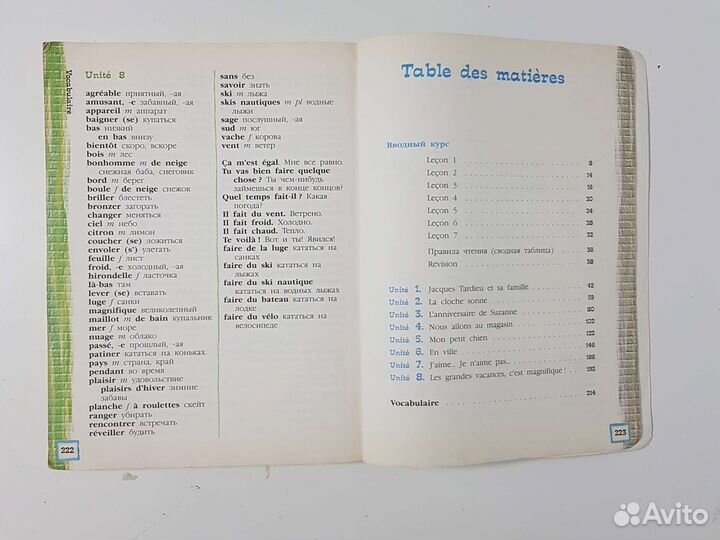 Vocabulaire
Unité 8
agréable приятный, -ая
amusant, -e забавный, -ая
appareil m аппарат
baigner (se) купаться
bas низкий
en bas внизу
bientôt скоро, вскоре
bois m лес
bonhomme m de neige
снежная баба, снеговик
bord m берег
boule f de neige снежок
briller блестеть
bronzer загорать
changer меняться
ciel m небо
citron m лимон
coucher (se) ложиться
envoler (s') улетать
feuille f лист
froid, -e холодный, -ая
hirondelle f ласточка
là-bas там
lever (se) вставать
luge f санки
magnifique великолепный
maillot m de bain купальник
mer f море
nuage m облако
passé, -e прошлый, -ая
patiner кататься на коньках
pays m страна, край
pendant во время
plaisir m удовольствие
plaisirs d'hiver зимние
забавы
planche f à roulettes скейт
ranger убирать
rencontrer встречать
réveiller будить
222
sans без
savoir знать
ski m лыжа
skis nautiques m pl водные
лыжи
sage послушный, -ая
sud m юг
vache f корова
vent m ветер
Ça m'est égal. Мне все равно.
Tu vas bien faire quelque
chose? Ты чем-нибудь
займешься в конце концов?
Quel temps fait-il? Какая
погода?
Il fait du vent. Ветрено.
Il fait froid. Холодно.
Il fait chaud. Тепло.
Te voilà! Вот и ты! Явился!
faire de la luge кататься на
санках
faire du ski кататься на
лыжах
faire du ski nautique
кататься на водных лыжах
faire du bateau кататься на
лодке
faire du vélo кататься на
велосипеде
Table des matières
Вводный курс
Leçon 1 8
Leçon 2 14
Leçon 3 16
Leçon 4 20
Leçon 5 24
Leçon 6 28
Leçon 7 32
Правила чтения (сводная таблица) 36
Révision 38
Unité 1. Jacques Tardieu et sa famille 42
Unité 2. La cloche sonne 59
Unité 3. L'anniversaire de Suzanne 80
Unité 4. Nous allons au magasin 102
Unité 5. Mon petit chien 122
Unité 6. En ville 146
Unité 7. J'aime... Je n'aime pas... 166
Unité 8. Les grandes vacances, c'est magnifique! 192
Vocabulaire 214
223
Avito